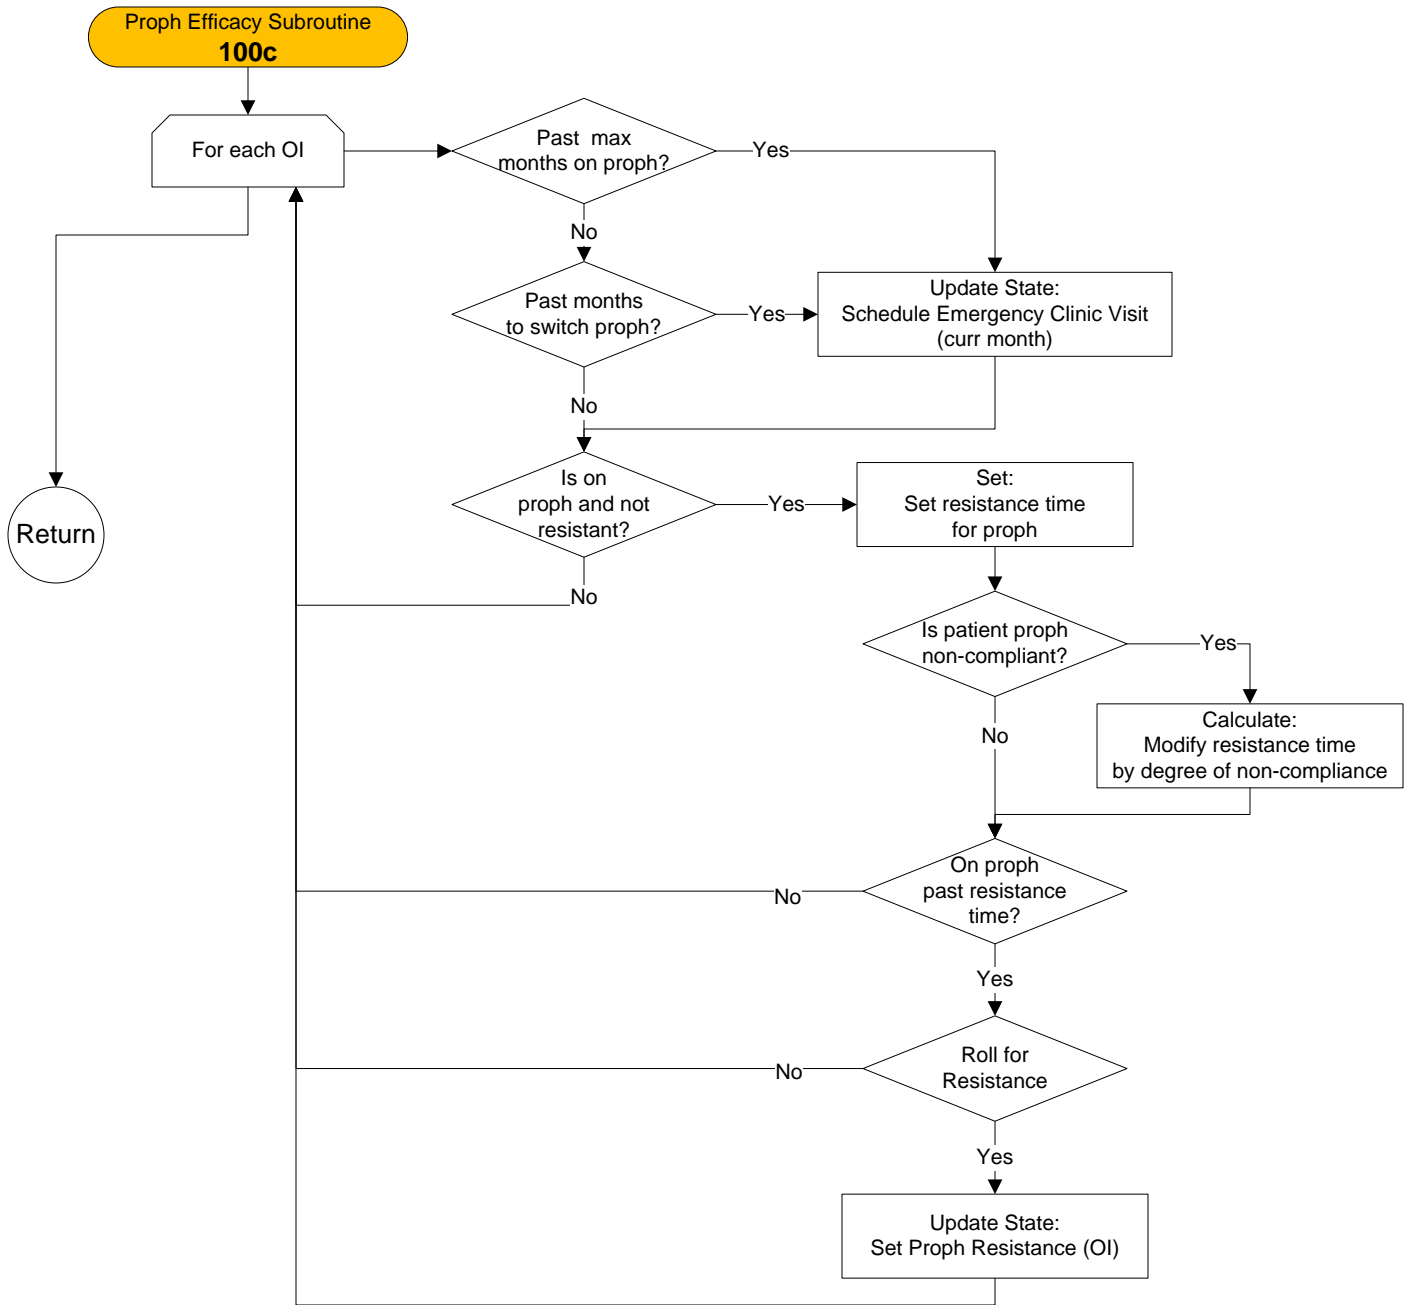 Proph Efficacy Subroutine
100c
For each OI
Past max
months on proph?
Yes
No
Past months
to switch proph?
Yes
Update State:
Schedule Emergency Clinic Visit
(curr month)
No
Is on
proph and not
resistant?
Yes
Set:
Set resistance time
for proph
Return
No
Is patient proph
non-compliant?
Yes
No
Calculate:
Modify resistance time
by degree of non-compliance
On proph
past resistance
time?
No
Yes
Roll for
Resistance
No
Yes
Update State:
Set Proph Resistance (OI)